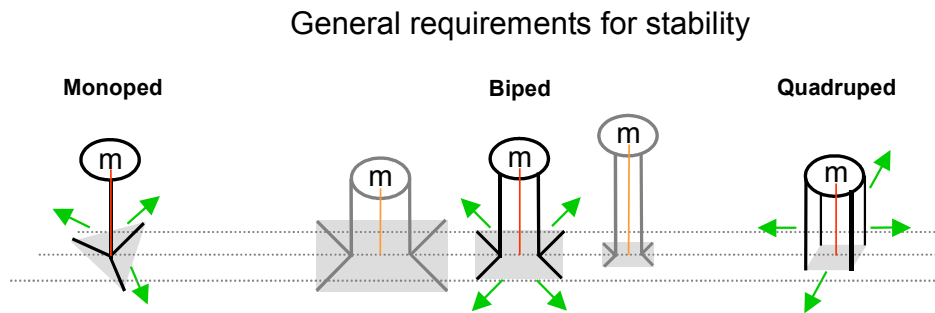 General requirements for stability
Monoped
Biped
Quadruped
m
m
m
m
m